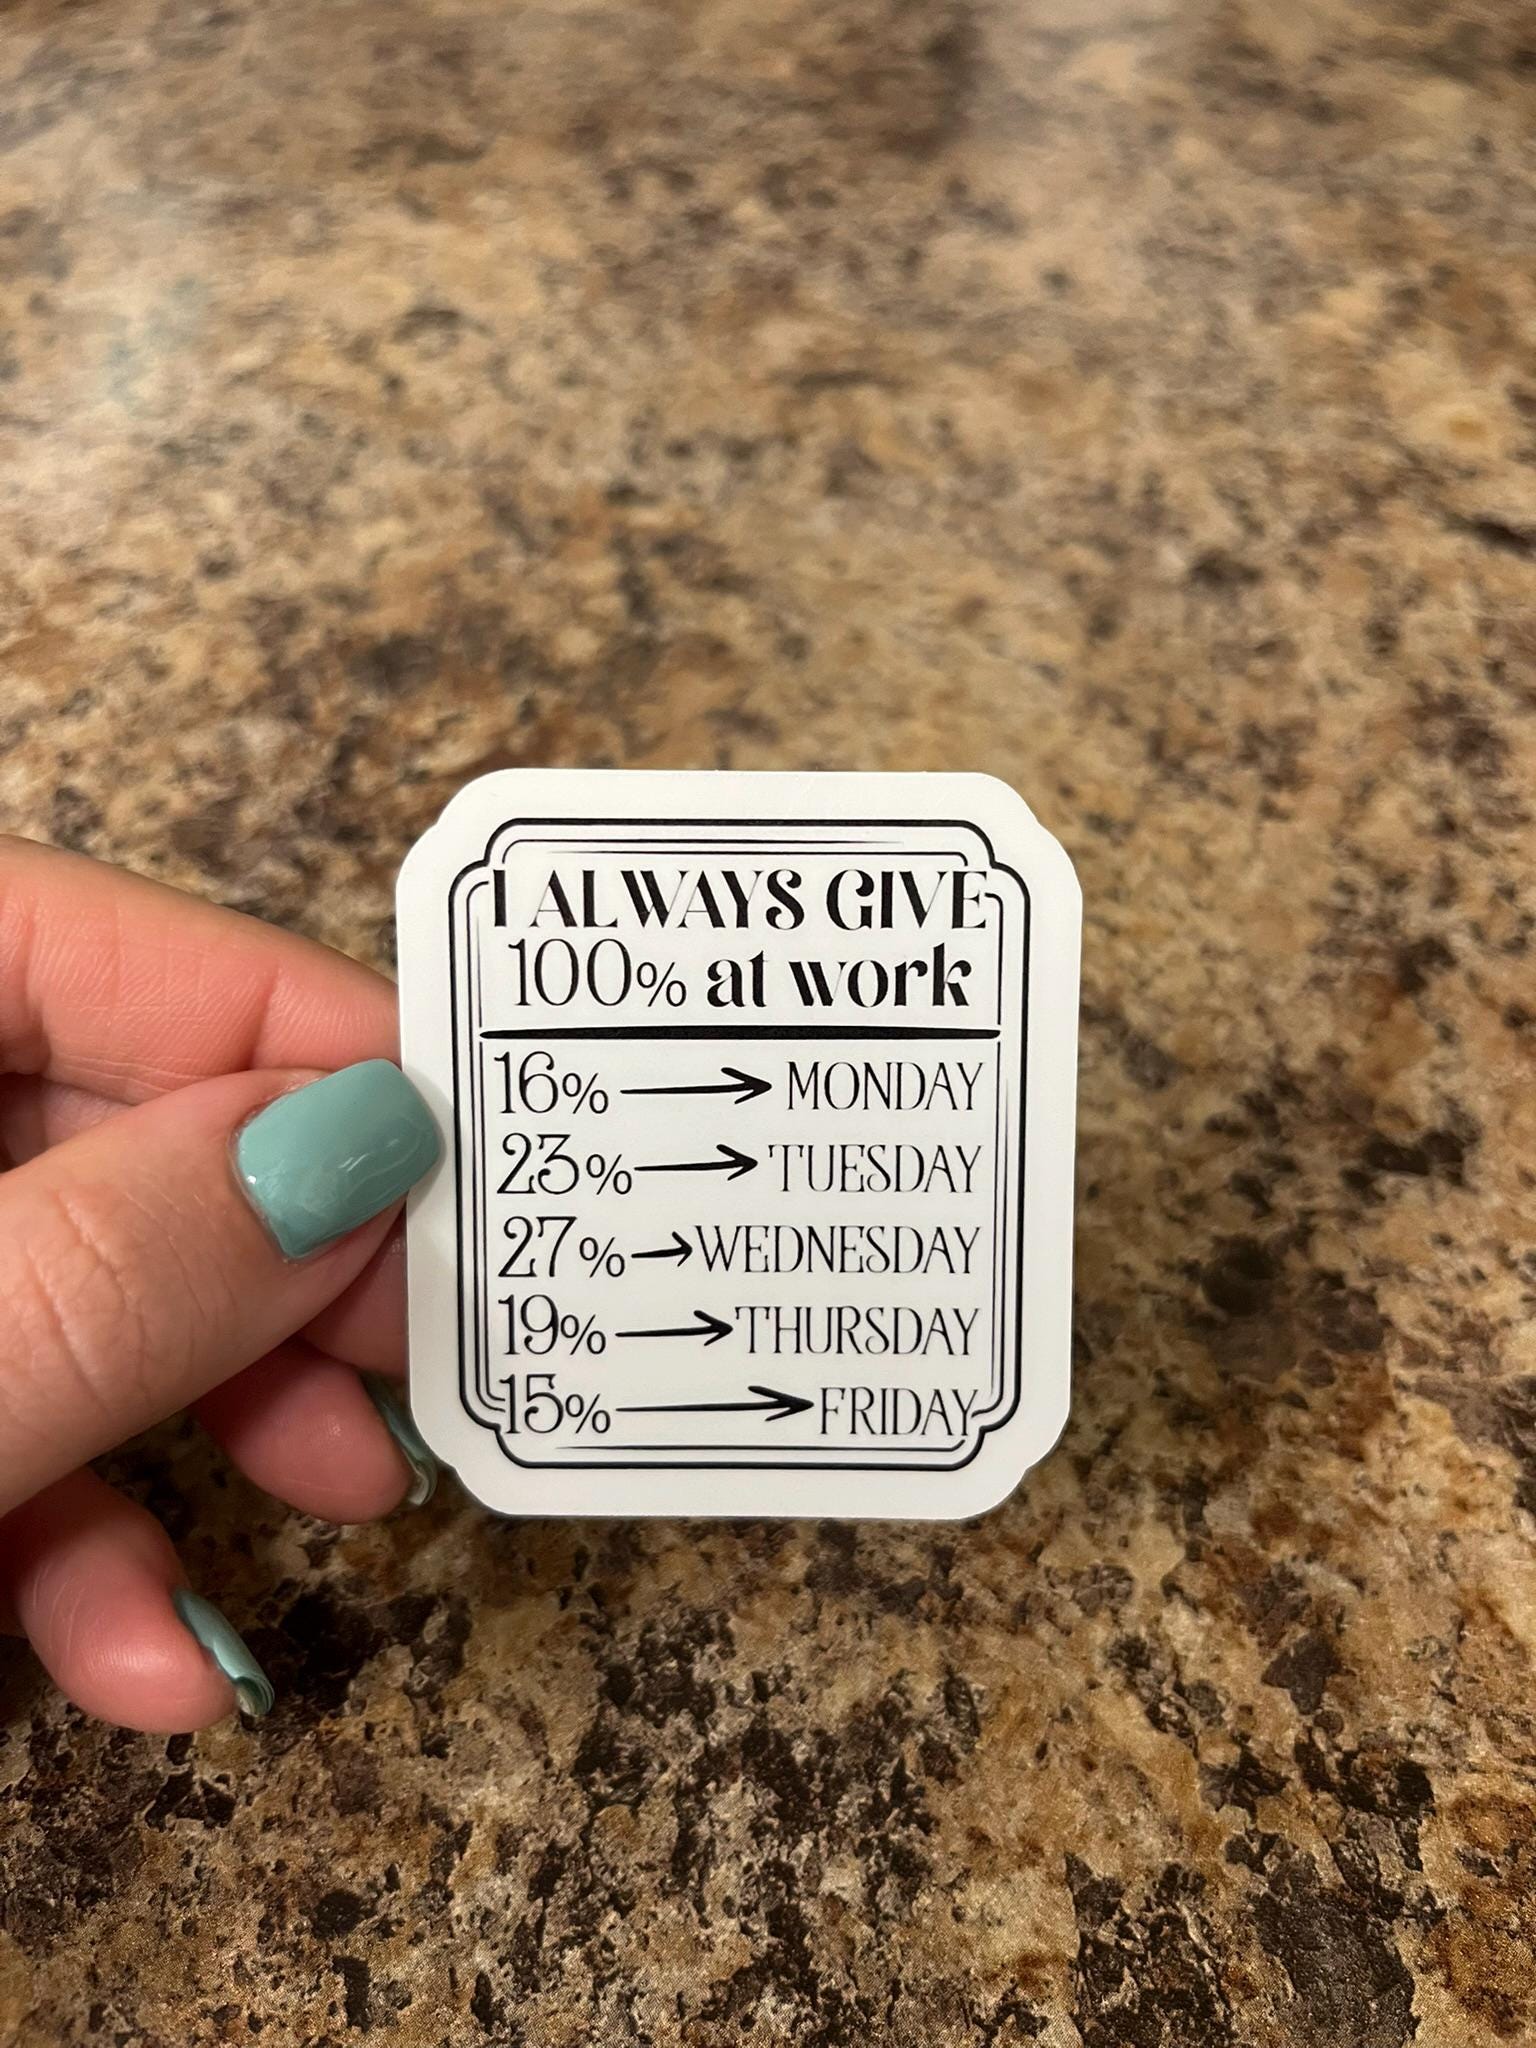 I ALWAYS GIVE
100% at work
16% → MONDAY
23% → TUESDAY
27% → WEDNESDAY
19% → THURSDAY
15% → FRIDAY